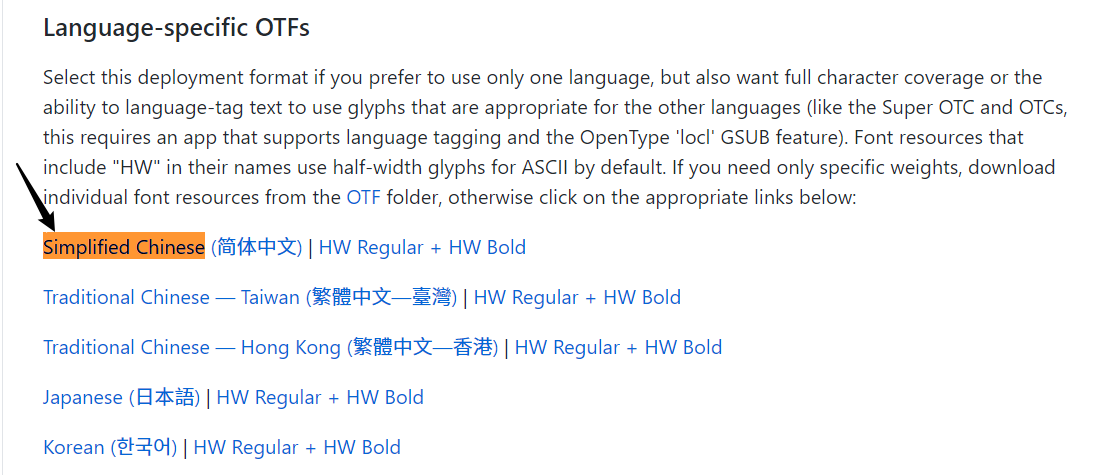 Language-specific OTFs
Select this deployment format if you prefer to use only one language, but also want full character coverage or the
ability to language-tag text to use glyphs that are appropriate for the other languages (like the Super OTC and OTCs,
this requires an app that supports language tagging and the OpenType 'locl' GSUB feature). Font resources that
include "HW" in their names use half-width glyphs for ASCII by default. If you need only specific weights, download
individual font resources from the OTF folder, otherwise click on the appropriate links below:
Simplified Chinese (简体中文) | HW Regular + HW Bold
Traditional Chinese — Taiwan (繁體中文—臺灣) | HW Regular + HW Bold
Traditional Chinese — Hong Kong (繁體中文—香港) | HW Regular + HW Bold
Japanese (日本語) | HW Regular + HW Bold
Korean (한국어) | HW Regular + HW Bold